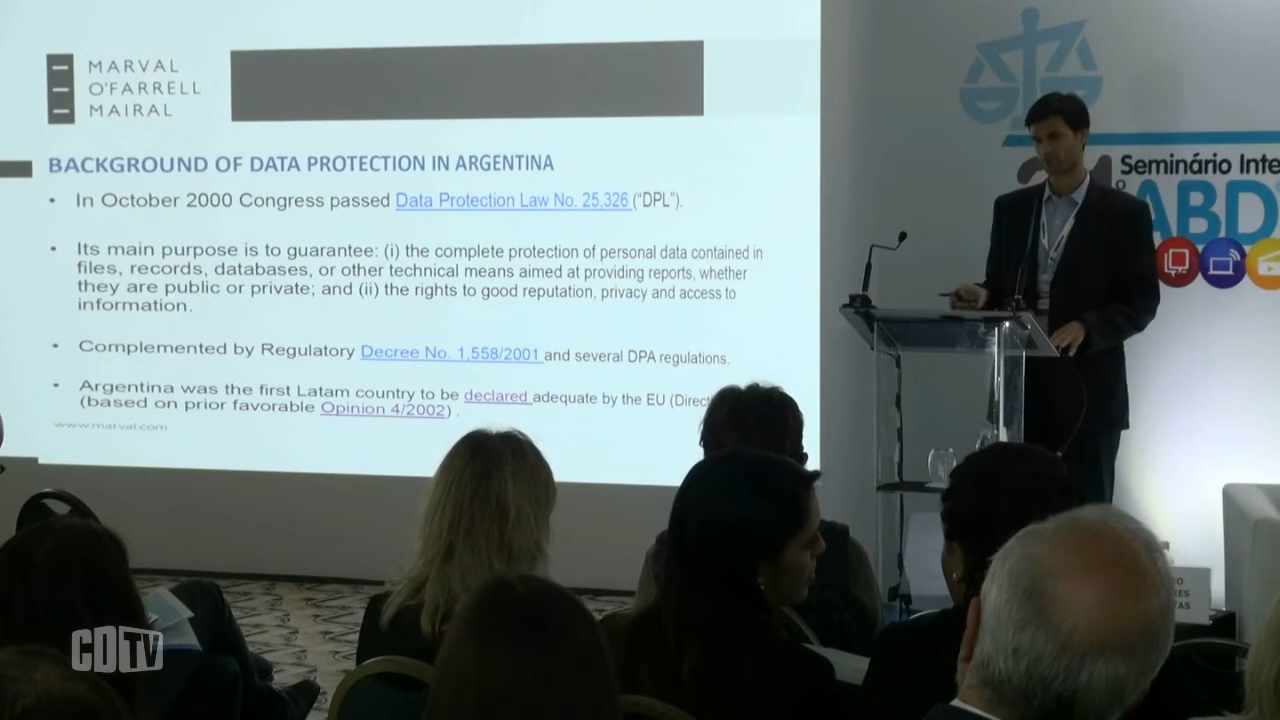 MARVAL
O'FARRELL
MAIRAL
BACKGROUND OF DATA PROTECTION IN ARGENTINA
• In October 2000 Congress passed Data Protection Law No. 25,326 ("DPL").
• Its main purpose is to guarantee: (i) the complete protection of personal data contained in
files, records, databases, or other technical means aimed at providing reports, whether
they are public or private; and (ii) the rights to good reputation, privacy and access to
information.
• Complemented by Regulatory Decree No. 1,558/2001 and several DPA regulations.
• Argentina was the first Latam country to be declared adequate by the EU (Direct
(based on prior favorable Opinion 4/2002) .
www.marval.com
Seminário Inte
ABD
CDTV